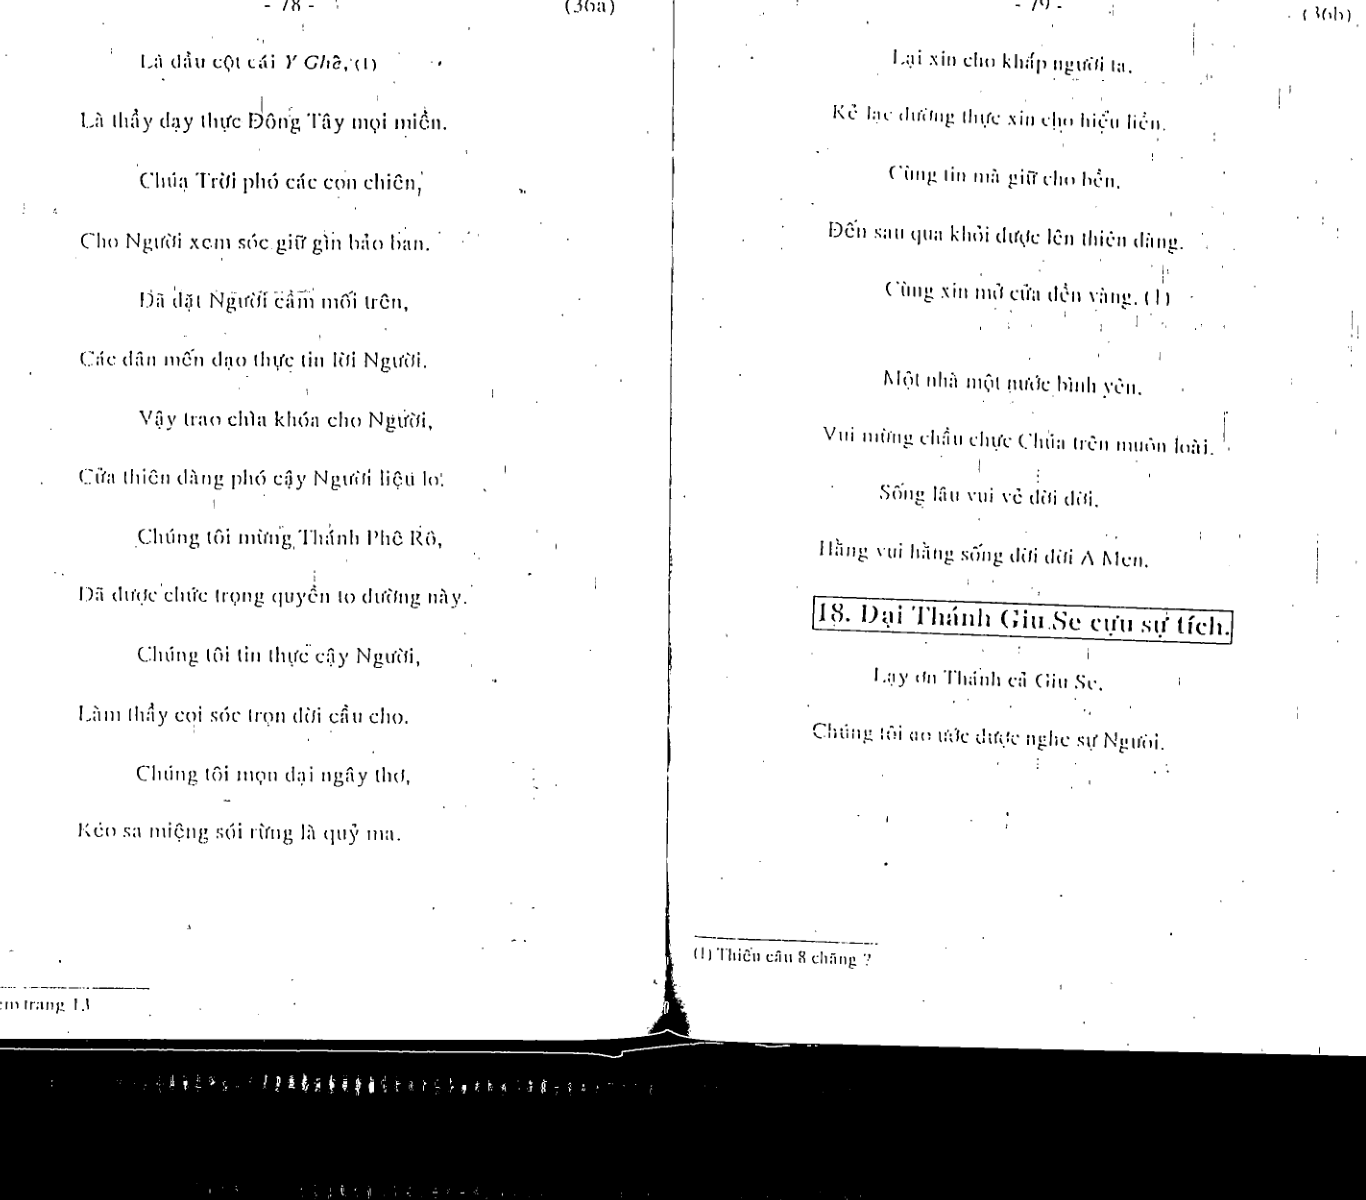 - 78 -
(36a)
Là đầu cột cái Y Ghê, (1)
Là thầy dạy thực Đông Tây mọi miền.
Chúa Trời phó các con chiên,
Cho Người xem sóc giữ gìn bảo ban.
Đã đặt Người cầm mối trên,
Các dân mến đạo thực tin lời Người.
Vậy trao chìa khóa cho Người,
Cửa thiên đàng phó cậy Người liệu lo.
Chúng tôi mừng Thánh Phê Rô,
Đã được chức trọng quyền to dường này.
Chúng tôi tin thực cậy Người,
Làm thầy coi sóc trọn đời cầu cho.
Chúng tôi mọn dại ngây thơ,
Kẻo sa miệng sói rừng là quỷ ma.
em trang 13
- 79 -
(36b)
Lại xin cho khắp người ta.
Kẻ lạc đường thực xin cho hiệu liền.
Cùng tin mà giữ cho bền.
Đến sau qua khỏi được lên thiên đàng.
Cùng xin mở cửa đền vàng. (1)
Một nhà một nước bình yên.
Vui mừng chầu chực Chúa trên muôn loài.
Sống lâu vui vẻ đời đời.
Hằng vui hằng sống đời đời A Men.
18. Đại Thánh Giu Se cựu sự tích.
Lạy ơn Thánh cả Giu Se.
Chúng tôi ao ước được nghe sự Người.
(1) Thiếu câu 8 chăng ?